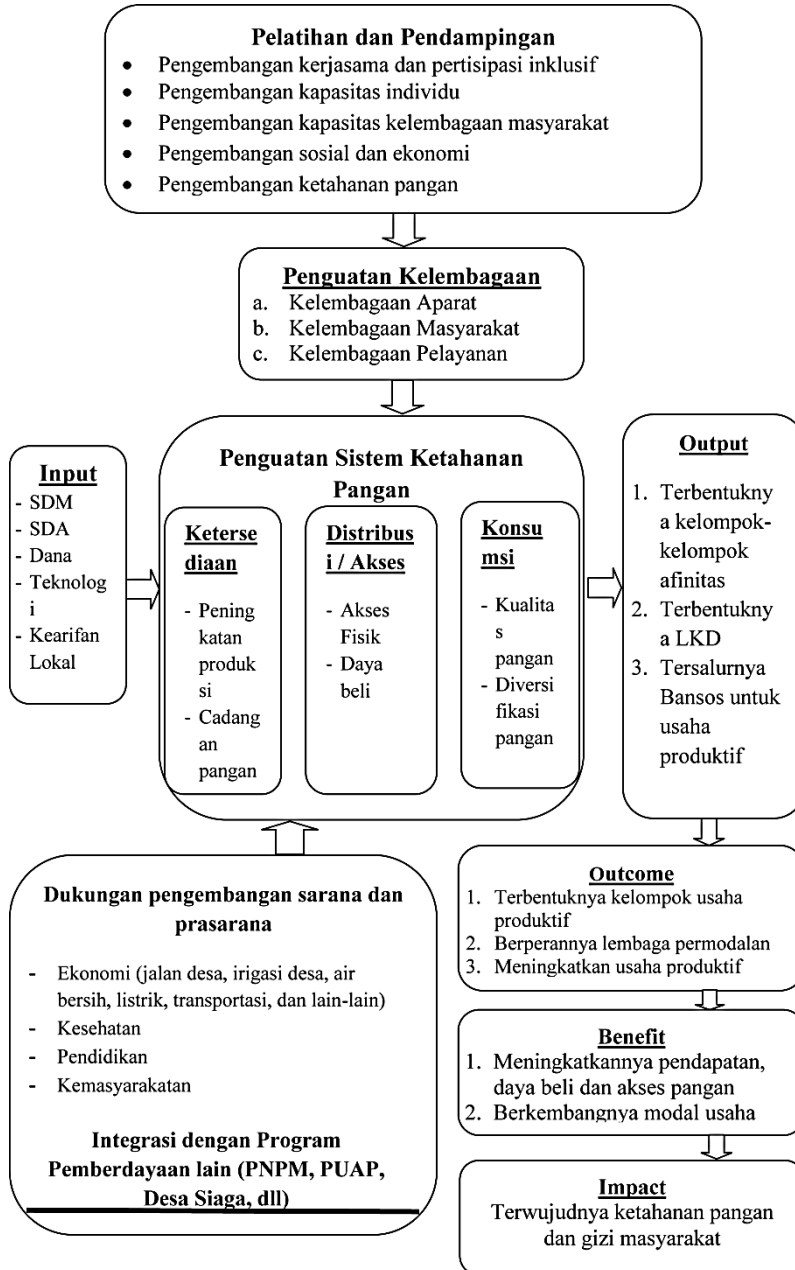 Pelatihan dan Pendampingan
• Pengembangan kerjasama dan pertisipasi inklusif
• Pengembangan kapasitas individu
• Pengembangan kapasitas kelembagaan masyarakat
• Pengembangan sosial dan ekonomi
• Pengembangan ketahanan pangan
Penguatan Kelembagaan
a. Kelembagaan Aparat
b. Kelembagaan Masyarakat
c. Kelembagaan Pelayanan
Input
- SDM
- SDA
- Dana
- Teknolog
i
- Kearifan
Lokal
Penguatan Sistem Ketahanan
Pangan
Keterse
diaan
- Pening
katan
produk
si
- Cadang
an
pangan
Distribus
i / Akses
- Akses
Fisik
- Daya
beli
Konsu
msi
- Kualita
s
pangan
- Diversi
fikasi
pangan
Output
1. Terbentukny
a kelompok-
kelompok
afinitas
2. Terbentukny
a LKD
3. Tersalurnya
Bansos untuk
usaha
produktif
Dukungan pengembangan sarana dan
prasarana
- Ekonomi (jalan desa, irigasi desa, air
bersih, listrik, transportasi, dan lain-lain)
- Kesehatan
- Pendidikan
- Kemasyarakatan
Integrasi dengan Program
Pemberdayaan lain (PNPM, PUAP,
Desa Siaga, dll)
Outcome
1. Terbentuknya kelompok usaha
produktif
2. Berperannya lembaga permodalan
3. Meningkatkan usaha produktif
Benefit
1. Meningkatkannya pendapatan,
daya beli dan akses pangan
2. Berkembangnya modal usaha
Impact
Terwujudnya ketahanan pangan
dan gizi masyarakat